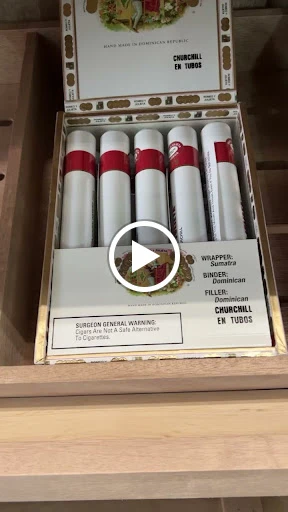 HAND MADE IN DOMINICAN REPUBLIC
CHURCHILL
EN TUBOS
WRAPPER:
Sumatra
BINDER:
Dominican
FILLER:
Dominican
CHURCHILL
EN TUBOS
SURGEON GENERAL WARNING:
Cigars Are Not A Safe Alternative
To Cigarettes.